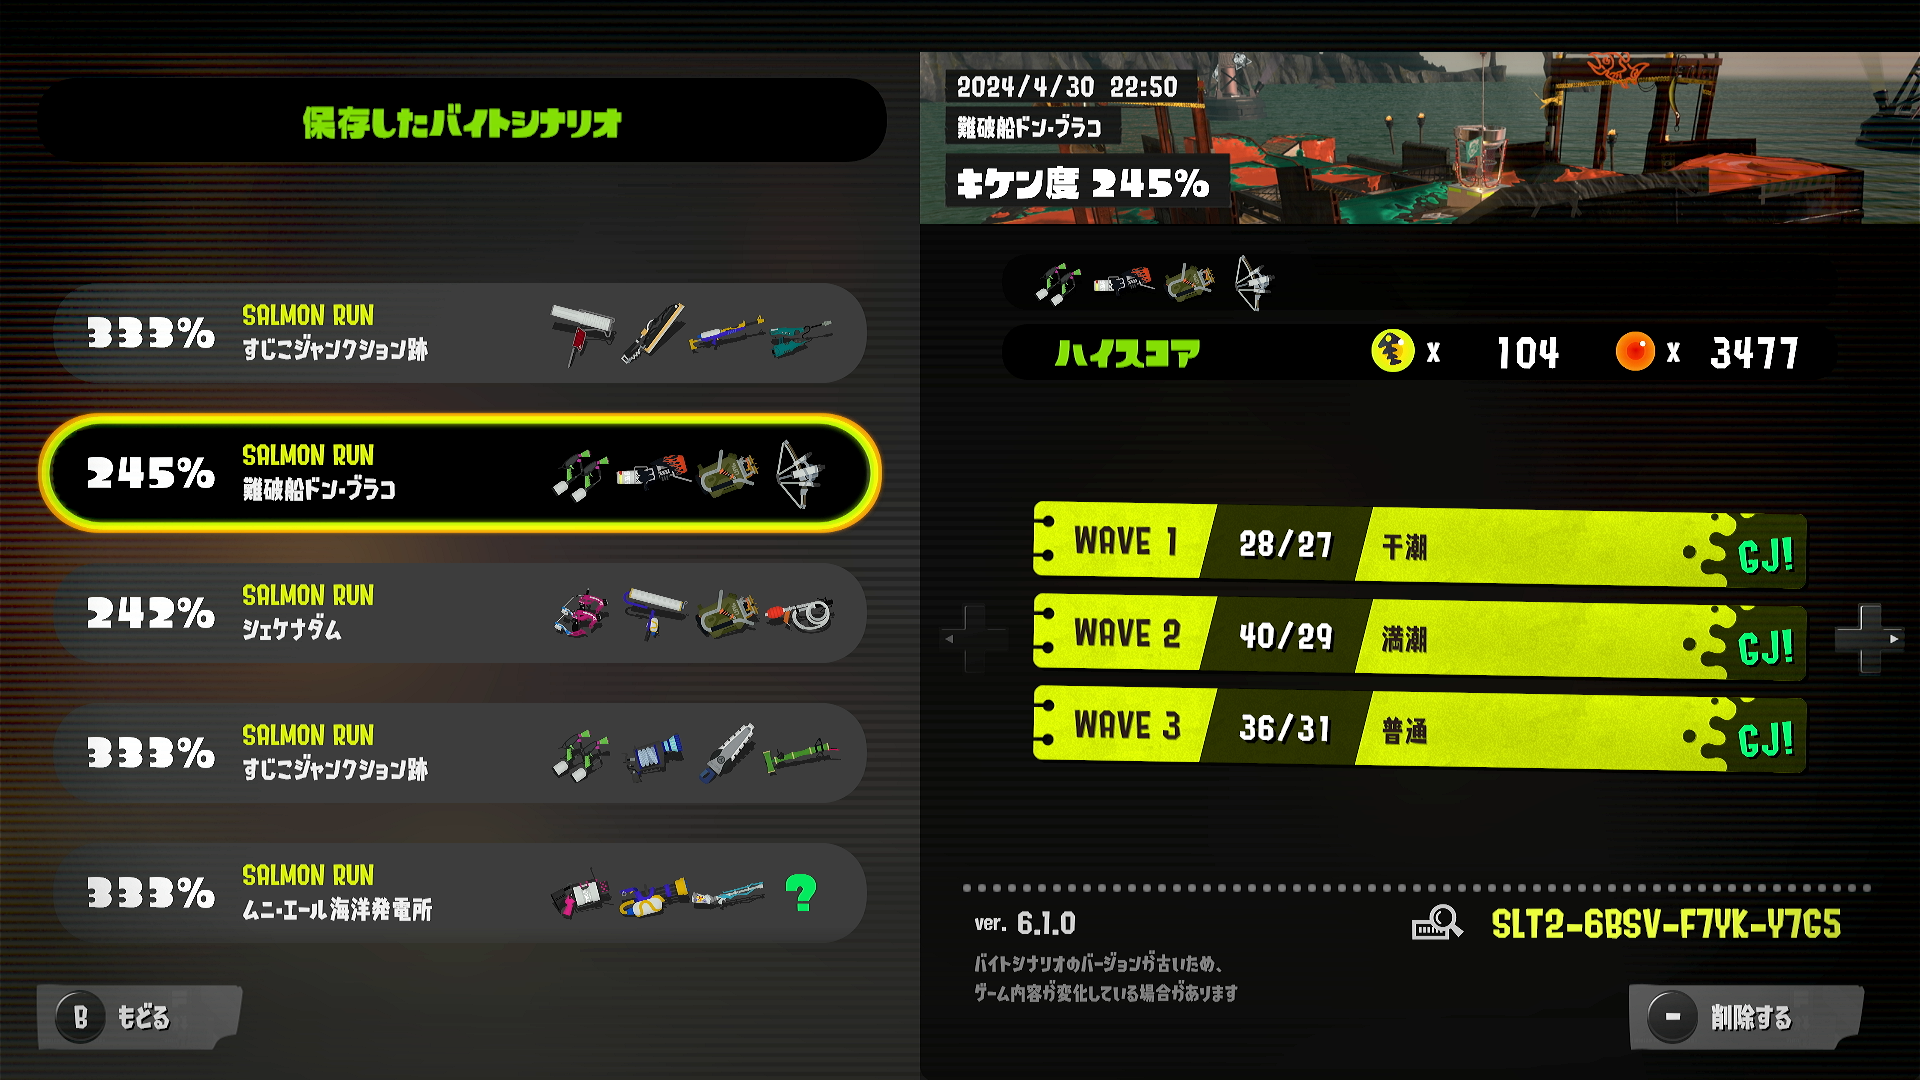 保存したバイトシナリオ
333%
SALMON RUN
すじこジャンクション跡
245%
SALMON RUN
難破船ドン・ブラコ
242%
SALMON RUN
シェケナダム
333%
SALMON RUN
すじこジャンクション跡
333%
SALMON RUN
ムニ・エール海洋発電所
?
B もどる
2024/4/30 22:50
難破船ドン・ブラコ
キケン度 245%
ハイスコア x 104 x 3477
WAVE 1 28/27 干潮 GJ!
WAVE 2 40/29 満潮 GJ!
WAVE 3 36/31 普通 GJ!
ver. 6.1.0
SLT2-6BSV-F7YK-Y7G5
バイトシナリオのバージョンが古いため、
ゲーム内容が変化している場合があります
削除する